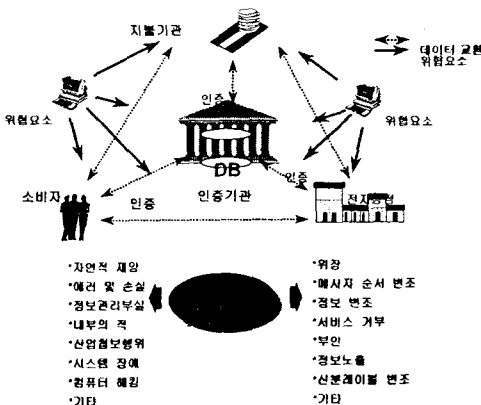 지불기관
데이터 교환
위협요소
인증
위협요소
위협요소
DB
인증
소비자
인증
인증기관
전자상점
*자연적 재앙
*에러 및 손실
*정보관리부실
*내부의 적
*산업첩보행위
*시스템 장애
*컴퓨터 해킹
*기타
*위장
*메시지 순서 변조
*정보 변조
*서비스 거부
*부인
*정보노출
*신분레이블 변조
*기타